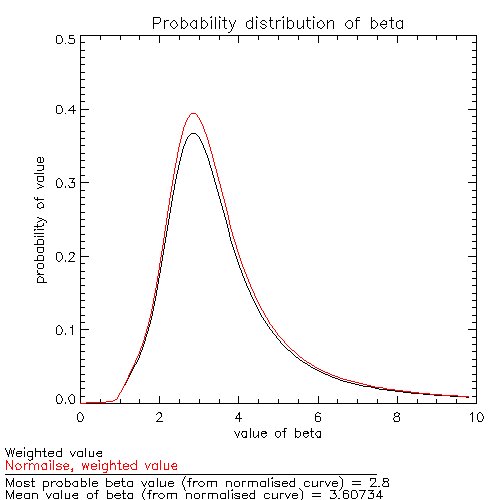 Probability distribution of beta
0.5
0.4
0.3
0.2
0.1
0.0
probability of value
0 2 4 6 8 10
value of beta
Weighted value
Normailse, weighted value
Most probable beta value (from normalised curve) = 2.8
Mean value of beta (from normalised curve) = 3.60734